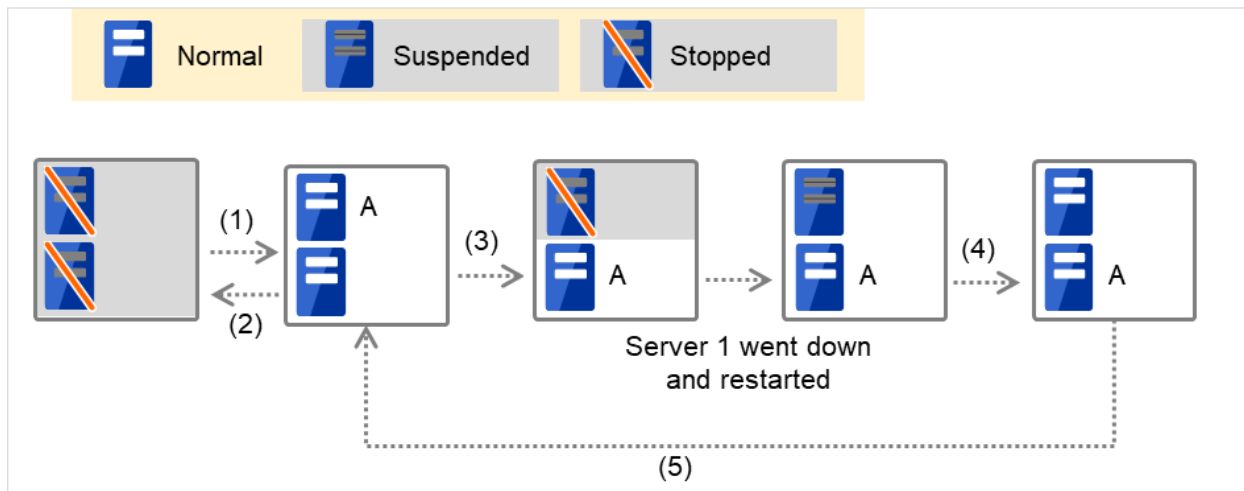 Normal
Suspended
Stopped
(1)
(2)
A
(3)
A
A
(4)
A
Server 1 went down
and restarted
(5)